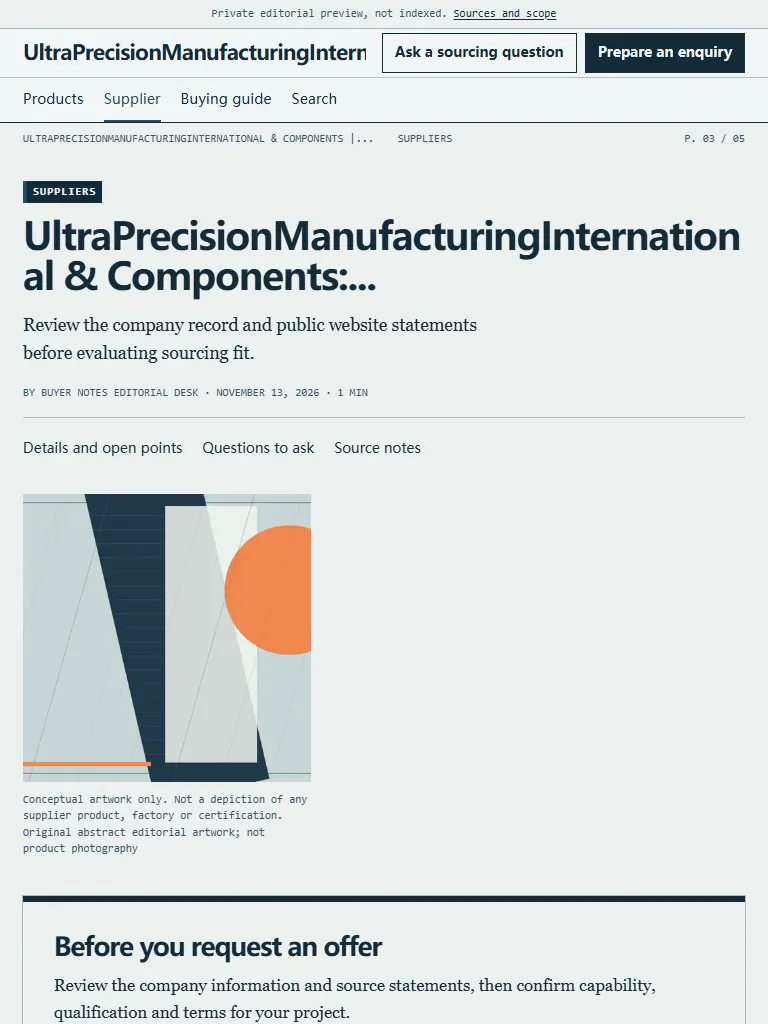 Private editorial preview, not indexed. Sources and scope
UltraPrecisionManufacturingIntern
Ask a sourcing question
Prepare an enquiry
Products
Supplier
Buying guide
Search
ULTRAPRECISIONMANUFACTURINGINTERNATIONAL & COMPONENTS |...
SUPPLIERS
P. 03 / 05
SUPPLIERS
UltraPrecisionManufacturingInternation
al & Components:...
Review the company record and public website statements
before evaluating sourcing fit.
BY BUYER NOTES EDITORIAL DESK · NOVEMBER 13, 2026 · 1 MIN
Details and open points
Questions to ask
Source notes
Conceptual artwork only. Not a depiction of any
supplier product, factory or certification.
Original abstract editorial artwork; not
product photography
Before you request an offer
Review the company information and source statements, then confirm capability,
qualification and terms for your project.